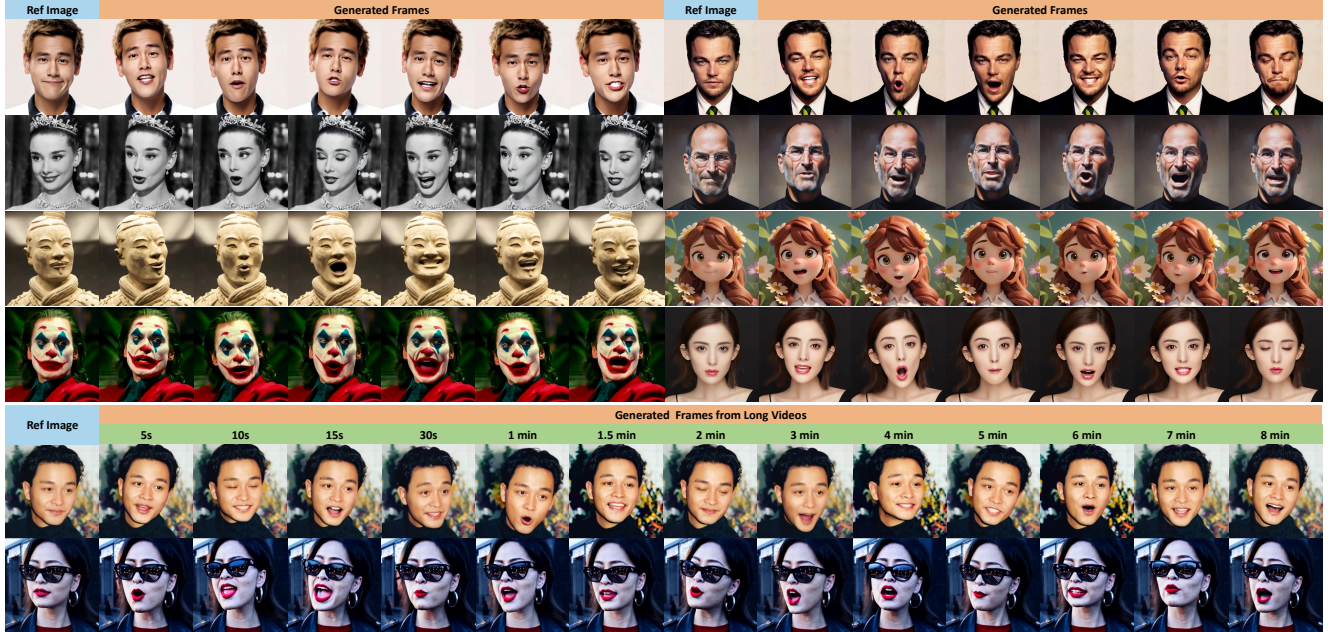 Ref Image
Generated Frames
Ref Image
Generated Frames
Ref Image
Generated Frames from Long Videos
5s
10s
15s
30s
1 min
1.5 min
2 min
3 min
4 min
5 min
6 min
7 min
8 min